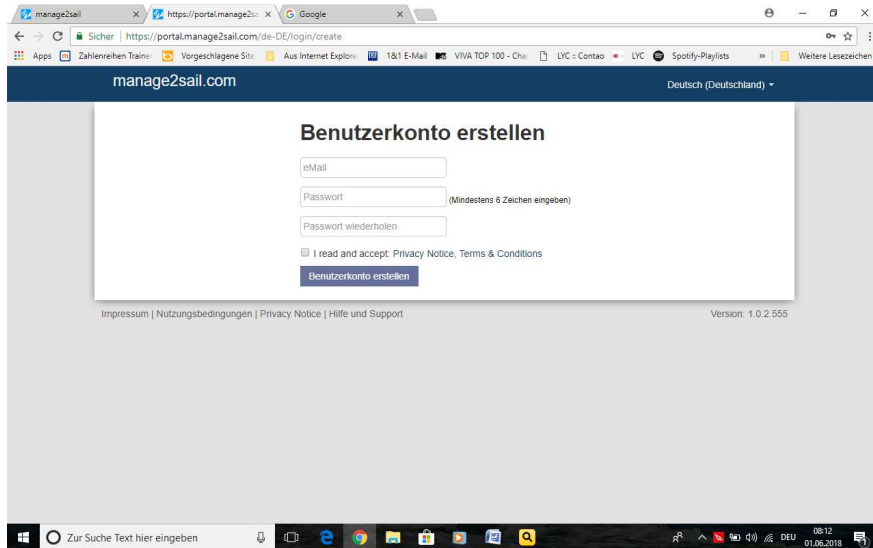 manage2sail
https://portal.manage2sa
Google
Sicher | https://portal.manage2sail.com/de-DE/login/create
Apps Zahlenreihen Trainer Vorgeschlagene Site Aus Internet Explore 1&1 E-Mail VIVA TOP 100 - Char LYC :: Contao LYC Spotify-Playlists » Weitere Lesezeichen
manage2sail.com Deutsch (Deutschland)
Benutzerkonto erstellen
eMail
Passwort (Mindestens 6 Zeichen eingeben)
Passwort wiederholen
I read and accept: Privacy Notice, Terms & Conditions
Benutzerkonto erstellen
Impressum | Nutzungsbedingungen | Privacy Notice | Hilfe und Support Version: 1.0.2.555
Zur Suche Text hier eingeben DEU 08:12
01.06.2018